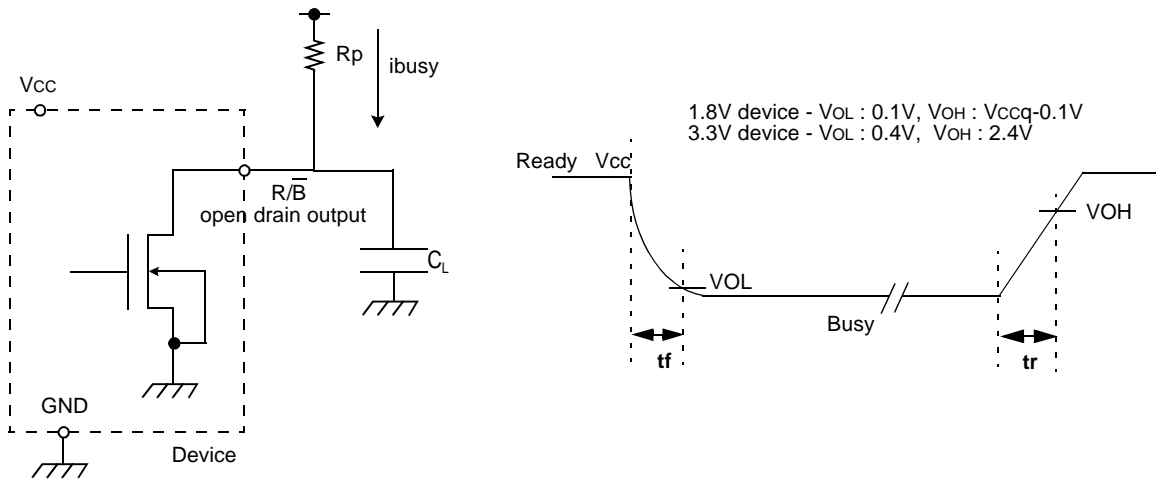 Rp
ibusy
VCC
R/B̅
open drain output
CL
GND
Device
1.8V device - VOL : 0.1V, VOH : VCCq-0.1V
3.3V device - VOL : 0.4V, VOH : 2.4V
Ready Vcc
VOH
VOL
Busy
tf
tr